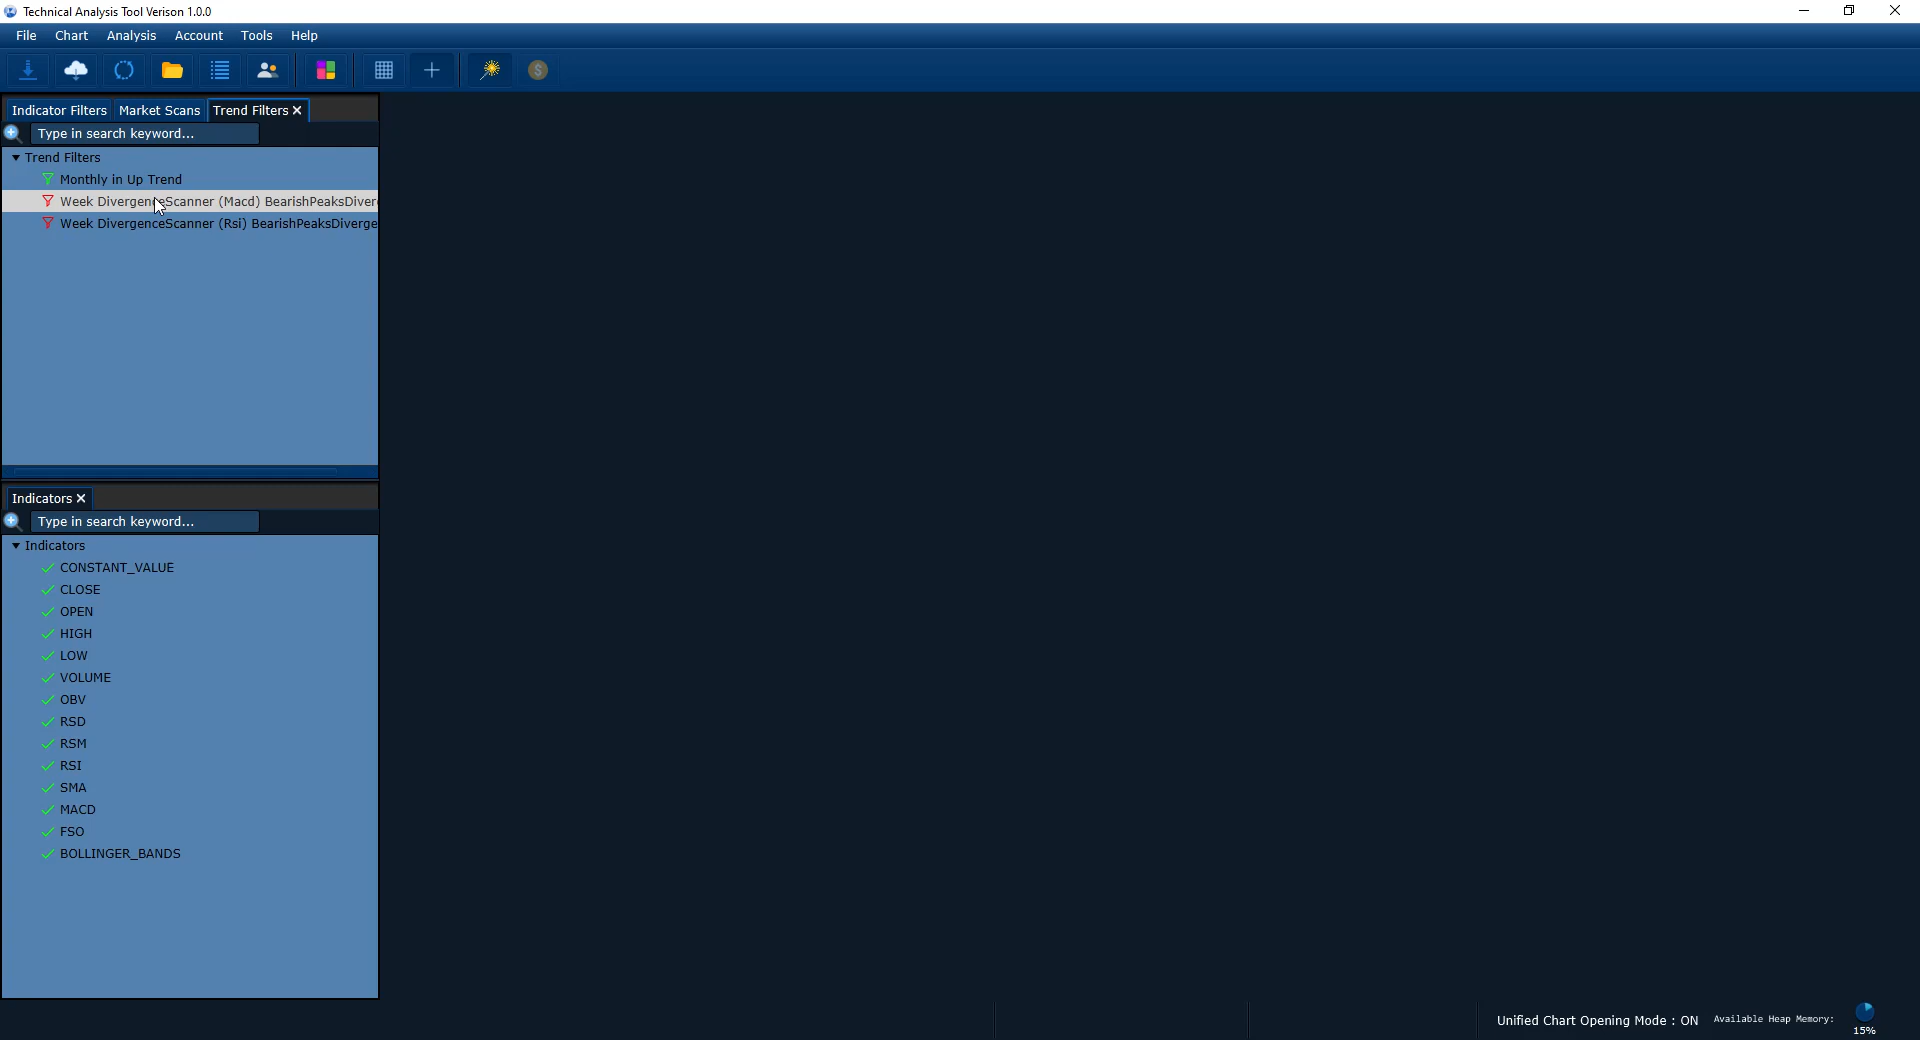 Technical Analysis Tool Verison 1.0.0
File Chart Analysis Account Tools Help
Indicator Filters Market Scans Trend Filters
Type in search keyword...
Trend Filters
Monthly in Up Trend
Week DivergenceScanner (Macd) BearishPeaksDiver
Week DivergenceScanner (Rsi) BearishPeaksDiverge
Indicators
Type in search keyword...
Indicators
CONSTANT_VALUE
CLOSE
OPEN
HIGH
LOW
VOLUME
OBV
RSD
RSM
RSI
SMA
MACD
FSO
BOLLINGER_BANDS
Unified Chart Opening Mode : ON Available Heap Memory:
15%